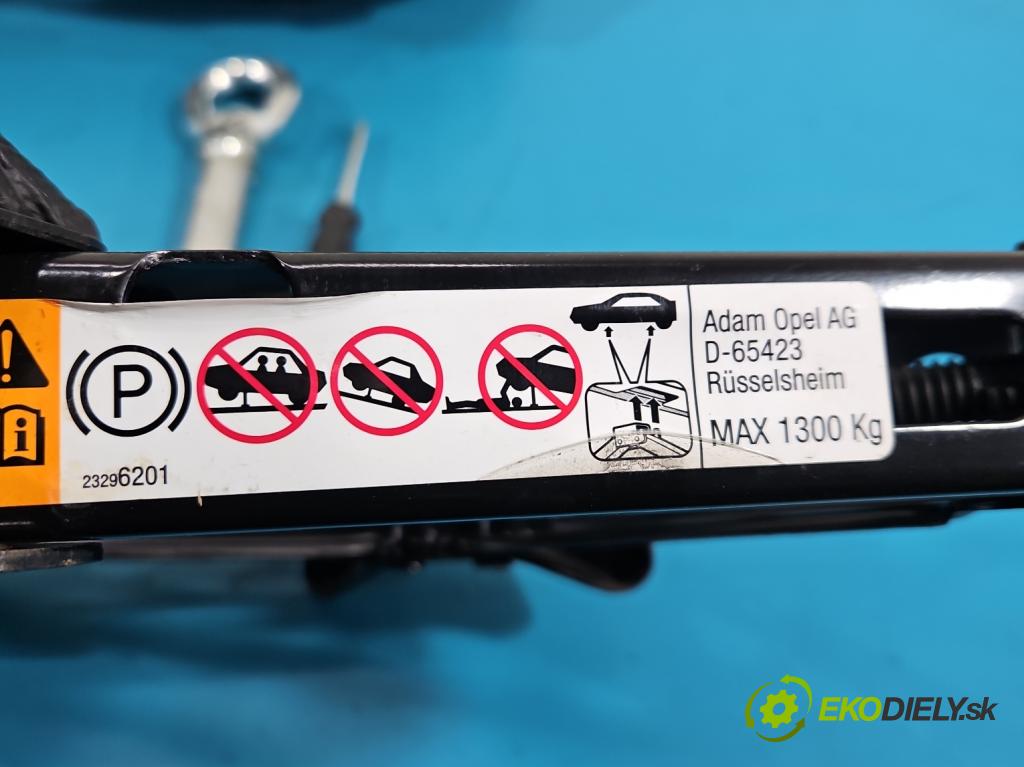 P
23296201
Adam Opel AG
D-65423
Rüsselsheim
MAX 1300 Kg
EKODIELY.sk